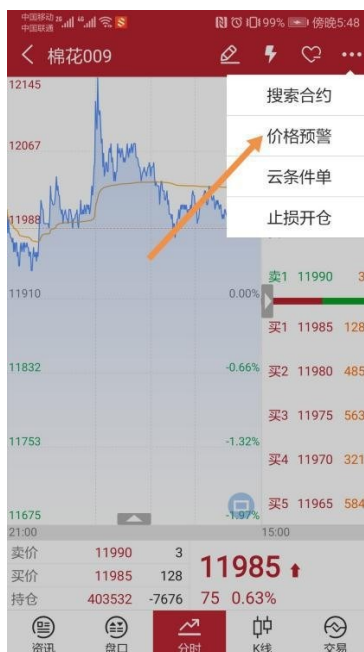 中国移动 26 46
中国联通
99% 傍晚5:48
棉花009
搜索合约
价格预警
云条件单
止损开仓
12145
12067
11988
11910 0.00%
11832 -0.66%
11753 -1.32%
11675 -1.97%
卖1 11990 3
买1 11985 128
买2 11980 485
买3 11975 563
买4 11970 321
买5 11965 584
21:00 15:00
卖价 11990 3
买价 11985 128
持仓 403532 -7676
11985
75 0.63%
资讯 盘口 分时 K线 交易